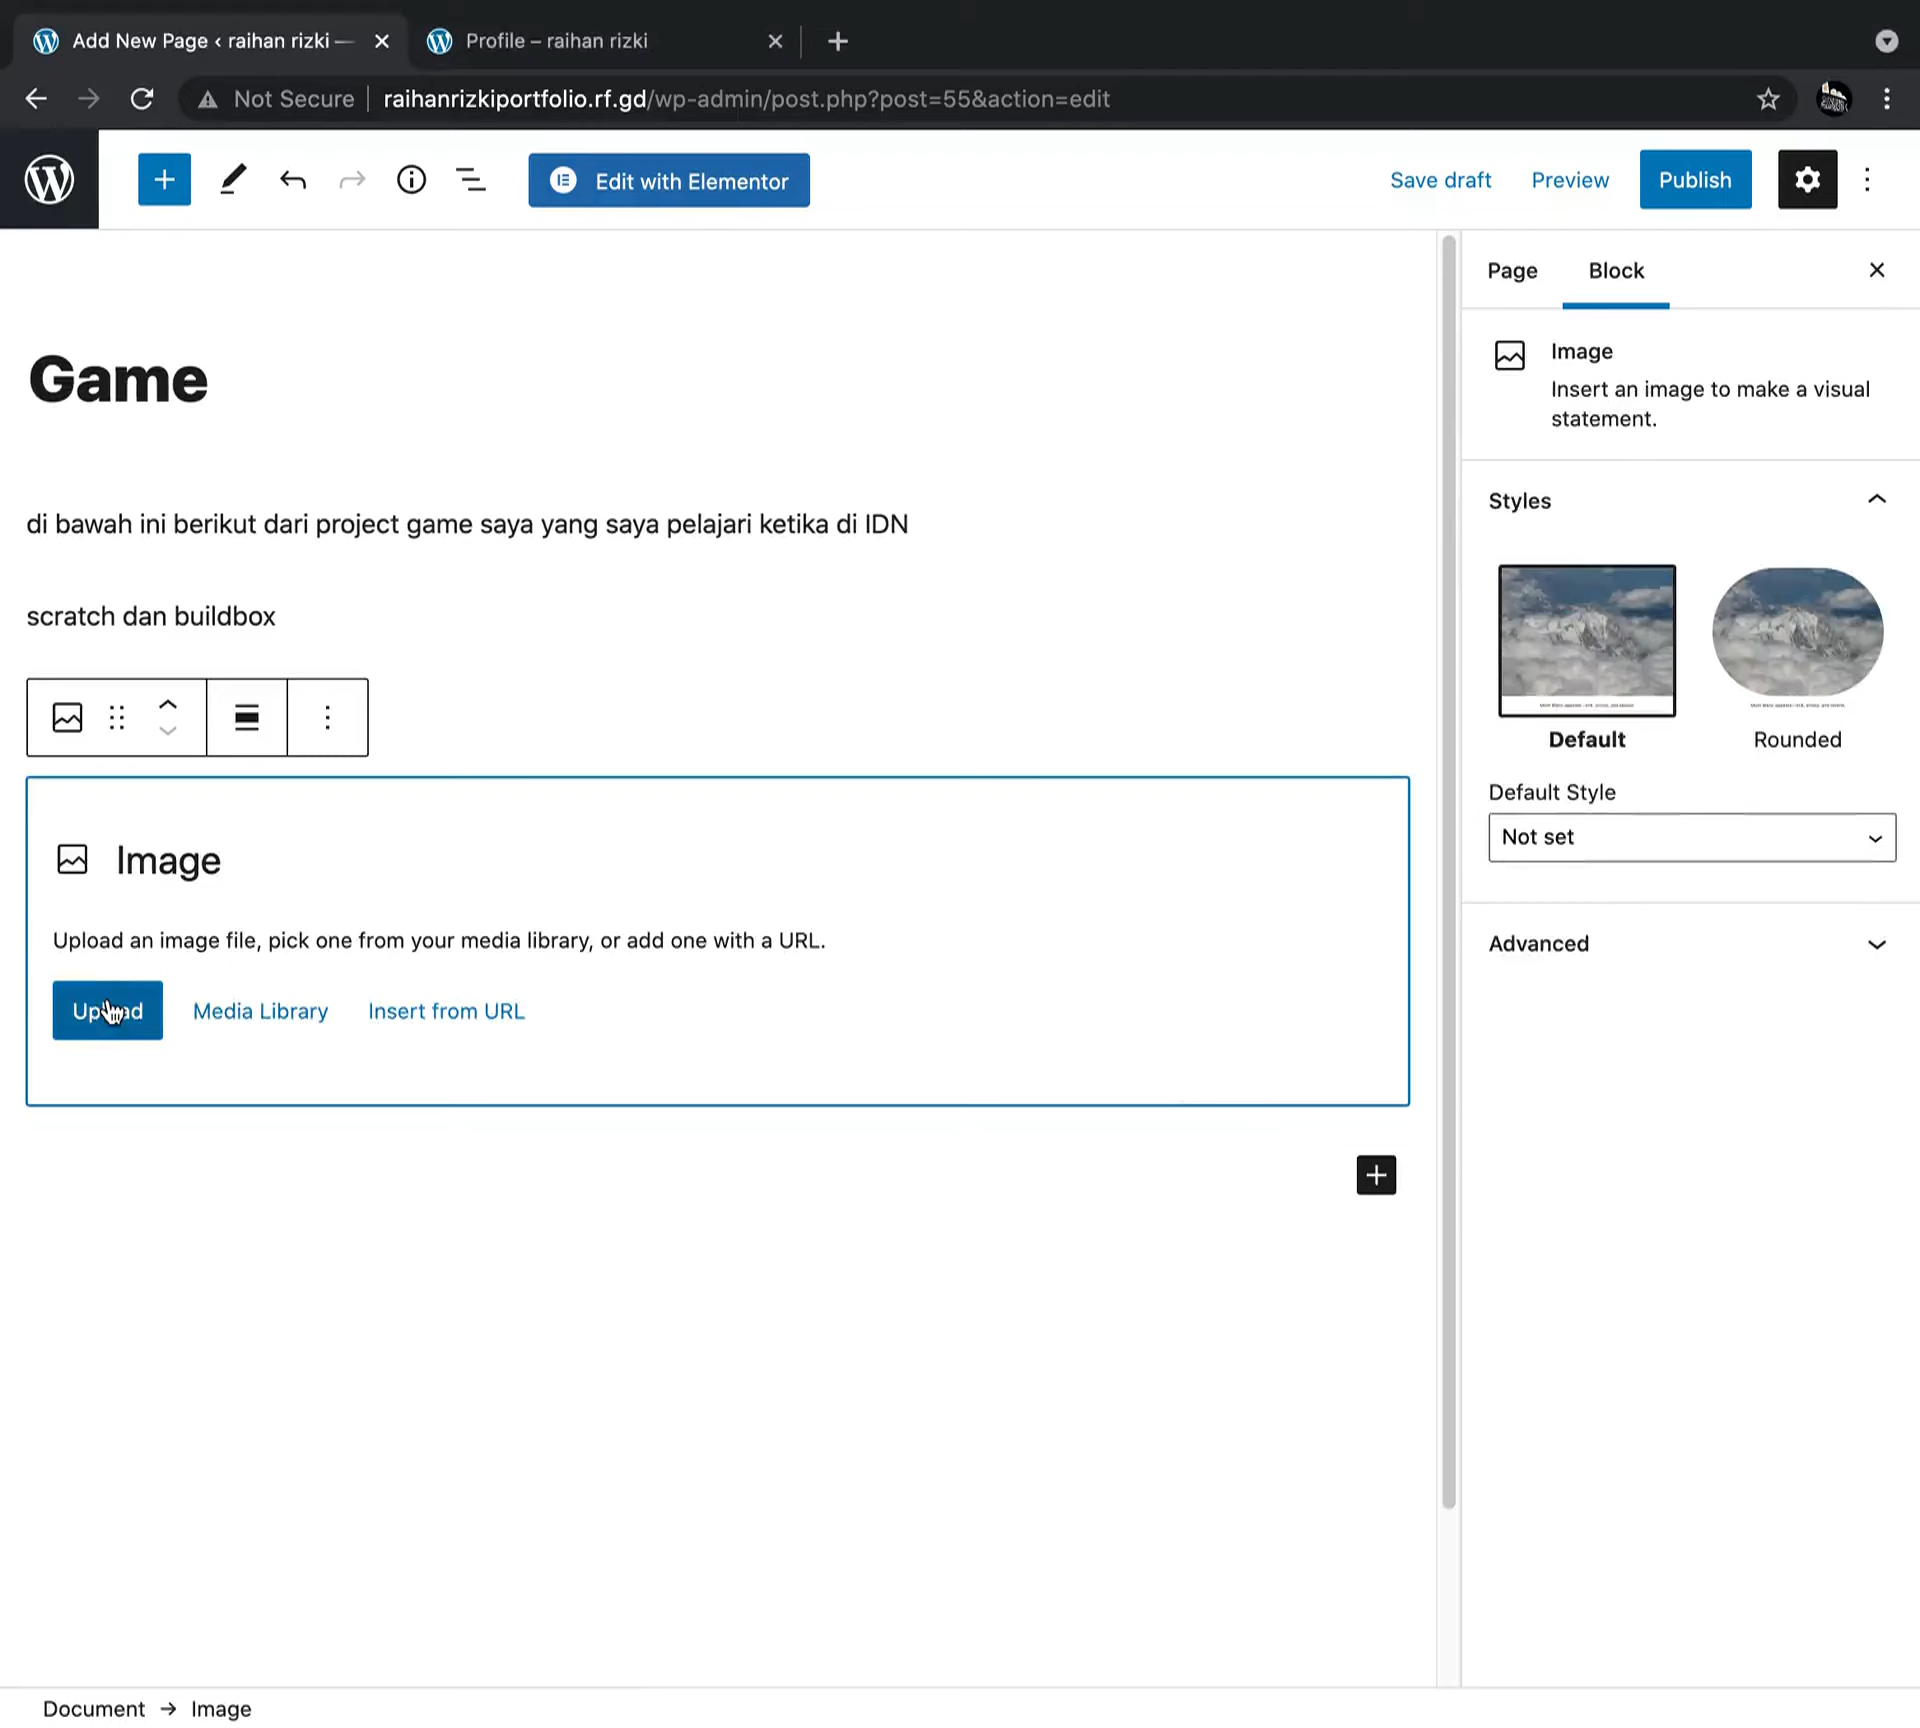 Add New Page ‹ raihan rizki —
Profile – raihan rizki
Not Secure
raihanrizkiportfolio.rf.gd/wp-admin/post.php?post=55&action=edit
Edit with Elementor
Save draft
Preview
Publish
Page
Block
Image
Insert an image to make a visual
statement.
Game
Styles
di bawah ini berikut dari project game saya yang saya pelajari ketika di IDN
scratch dan buildbox
Default
Rounded
Default Style
Not set
Image
Upload an image file, pick one from your media library, or add one with a URL.
Advanced
Upload
Media Library
Insert from URL
Document → Image